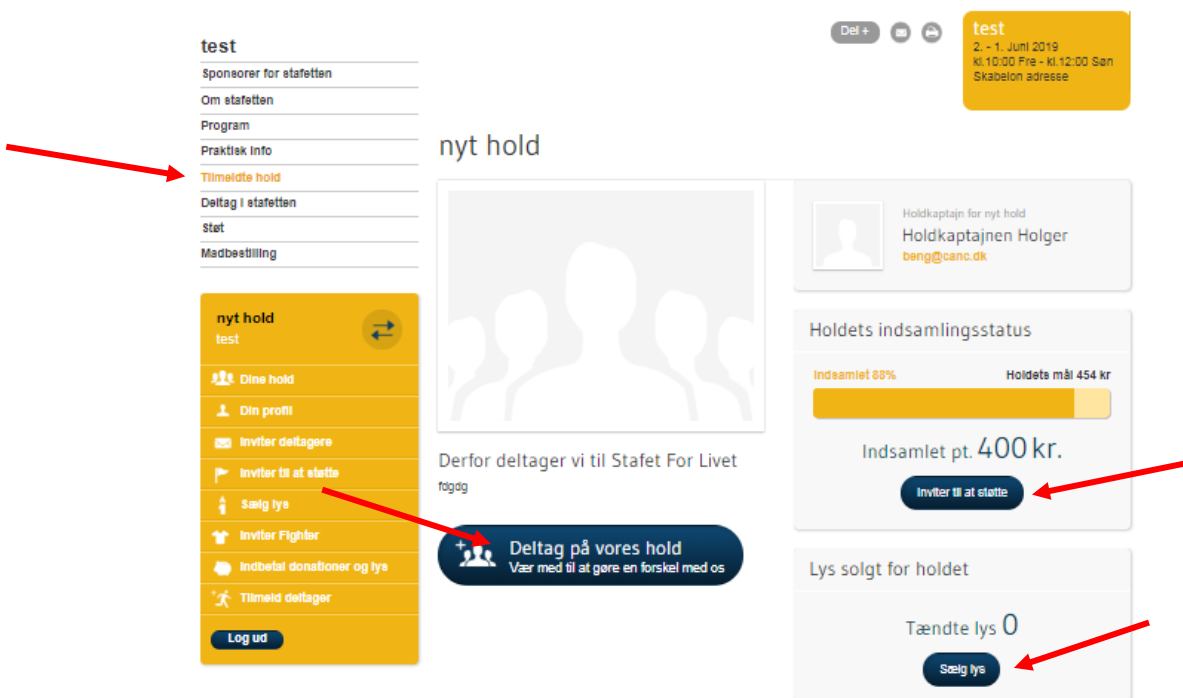 test
Sponsorer for stafetten
Om stafetten
Program
Praktisk info
Tilmeldte hold
Deltag i stafetten
Støt
Madbestilling
nyt hold
test
Dine hold
Din profil
Inviter deltagere
Inviter til at støtte
Sælg lys
Inviter Fighter
Indbetal donationer og lys
Tilmeld deltager
Log ud
Del +
test
2. - 1. Juni 2019
kl.10:00 Fre - kl.12:00 Søn
Skabelon adresse
nyt hold
Derfor deltager vi til Stafet For Livet
fdgdg
Deltag på vores hold
Vær med til at gøre en forskel med os
Holdkaptajn for nyt hold
Holdkaptajnen Holger
beng@canc.dk
Holdets indsamlingsstatus
Indsamlet 88% Holdets mål 454 kr
Indsamlet pt. 400 kr.
Inviter til at støtte
Lys solgt for holdet
Tændte lys 0
Sælg lys